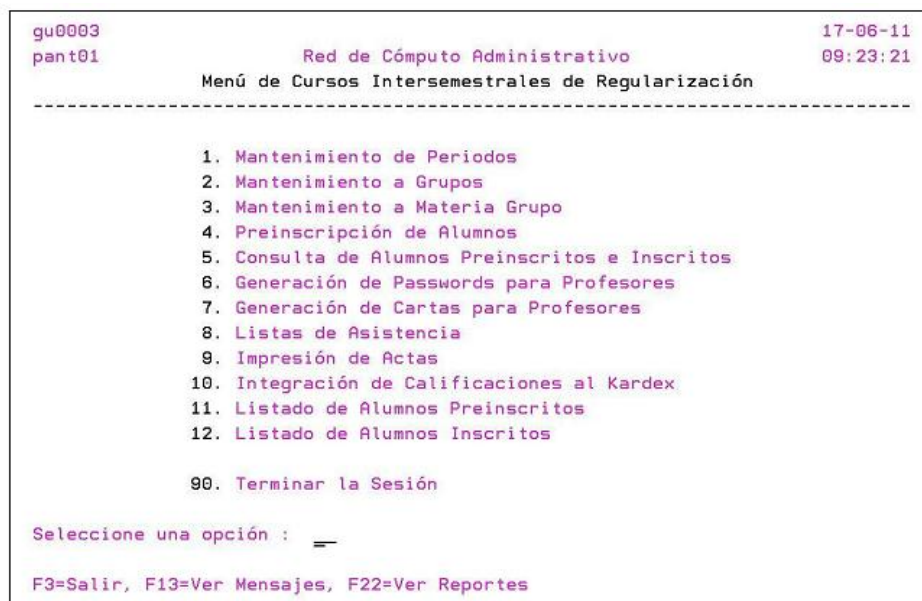 gu0003 17-06-11
pant01 Red de Cómputo Administrativo 09:23:21
Menú de Cursos Intersemestrales de Regularización
--------------------------------------------------------------------------------
1. Mantenimiento de Periodos
2. Mantenimiento a Grupos
3. Mantenimiento a Materia Grupo
4. Preinscripción de Alumnos
5. Consulta de Alumnos Preinscritos e Inscritos
6. Generación de Passwords para Profesores
7. Generación de Cartas para Profesores
8. Listas de Asistencia
9. Impresión de Actas
10. Integración de Calificaciones al Kardex
11. Listado de Alumnos Preinscritos
12. Listado de Alumnos Inscritos
90. Terminar la Sesión
Seleccione una opción : __
F3=Salir, F13=Ver Mensajes, F22=Ver Reportes